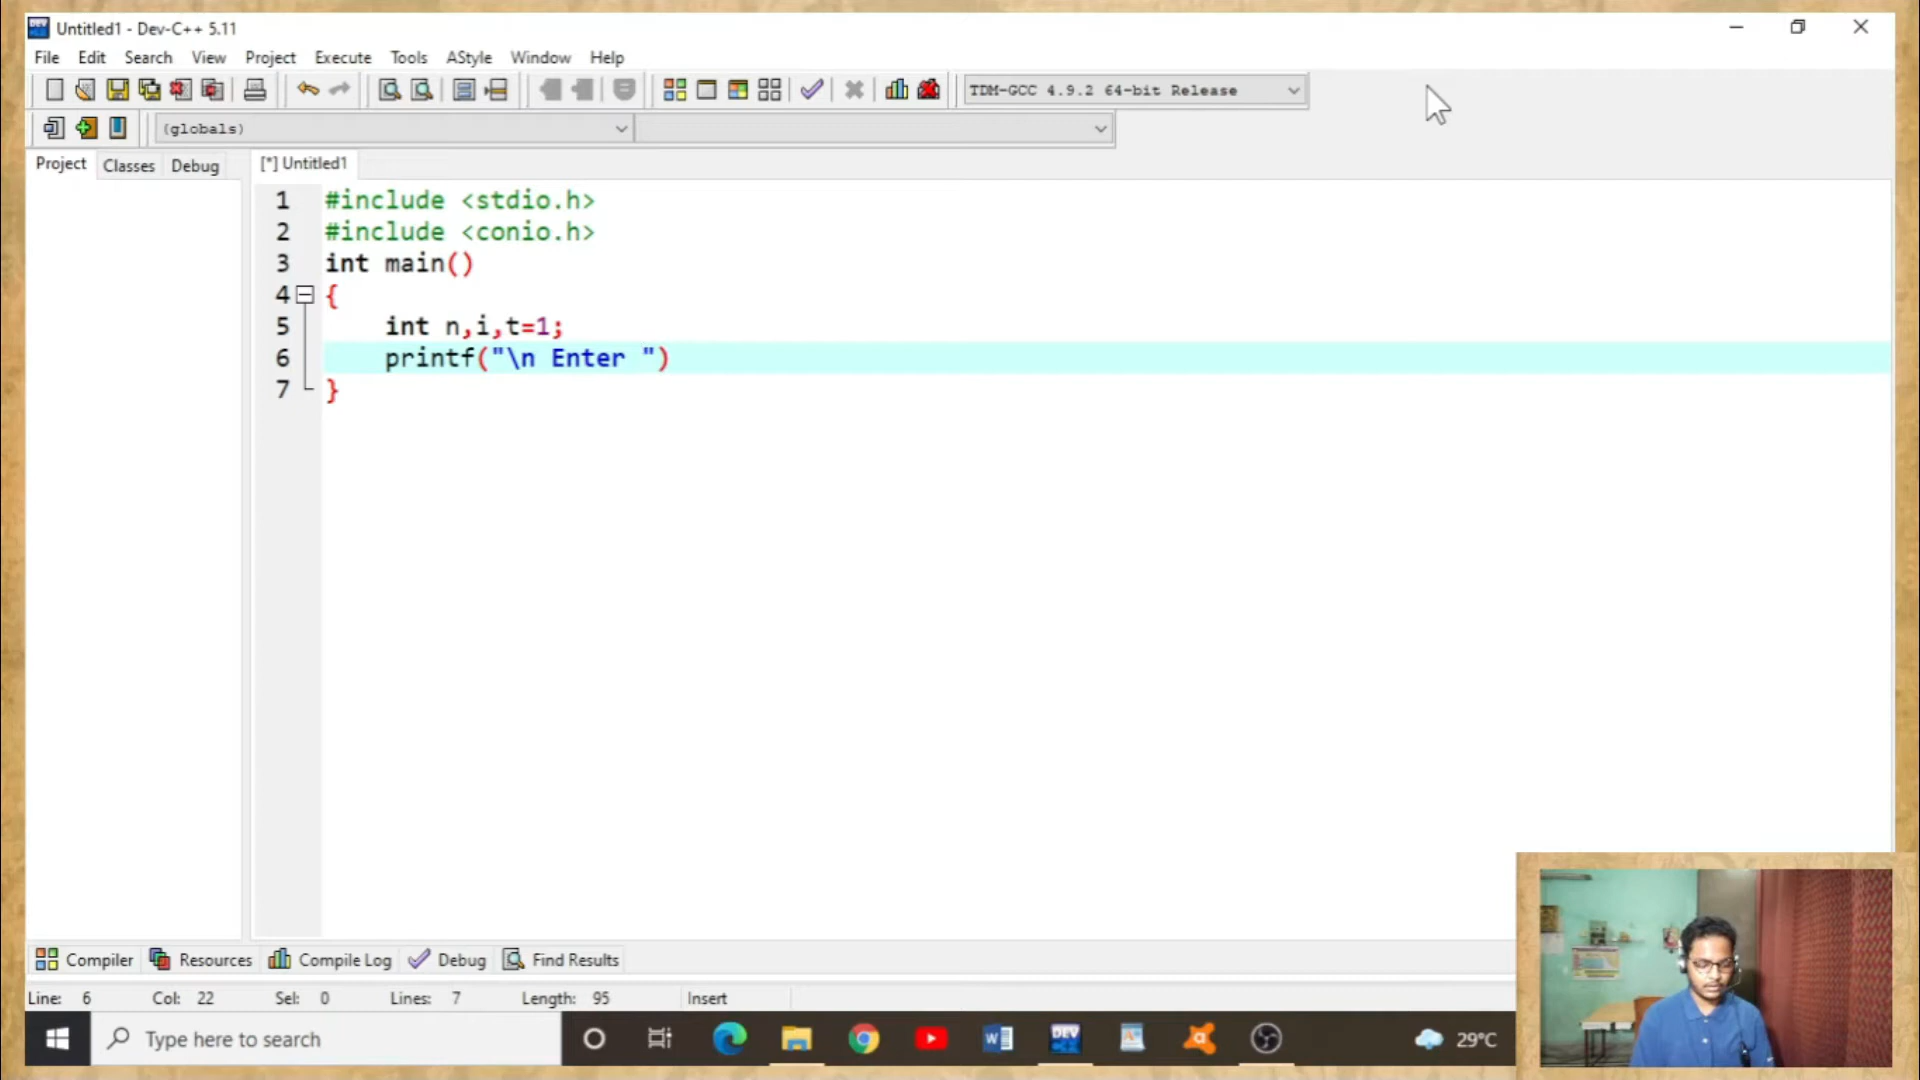 Untitled1 - Dev-C++ 5.11
File Edit Search View Project Execute Tools AStyle Window Help
TDM-GCC 4.9.2 64-bit Release
(globals)
Project Classes Debug [*] Untitled1
1 #include <stdio.h>
2 #include <conio.h>
3 int main()
4 {
5 int n,i,t=1;
6 printf("\n Enter ")
7 }
Compiler Resources Compile Log Debug Find Results
Line: 6 Col: 22 Sel: 0 Lines: 7 Length: 95 Insert
Type here to search DEV 29°C